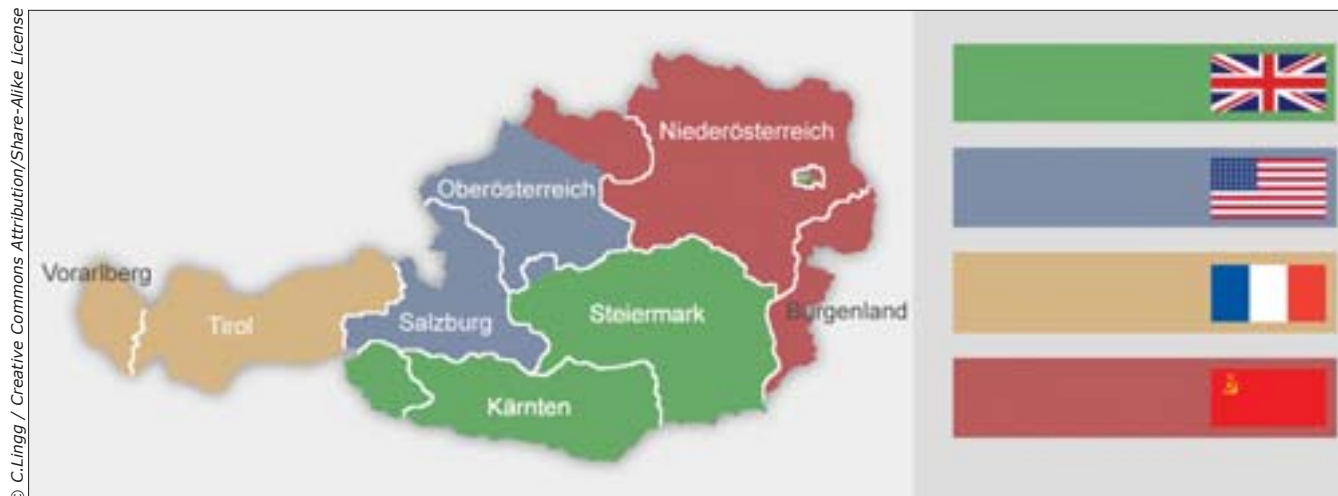 © C.Lingg / Creative Commons Attribution/Share-Alike License
Niederösterreich
Oberösterreich
Vorarlberg
Tirol
Salzburg
Steiermark
Burgenland
Kärnten